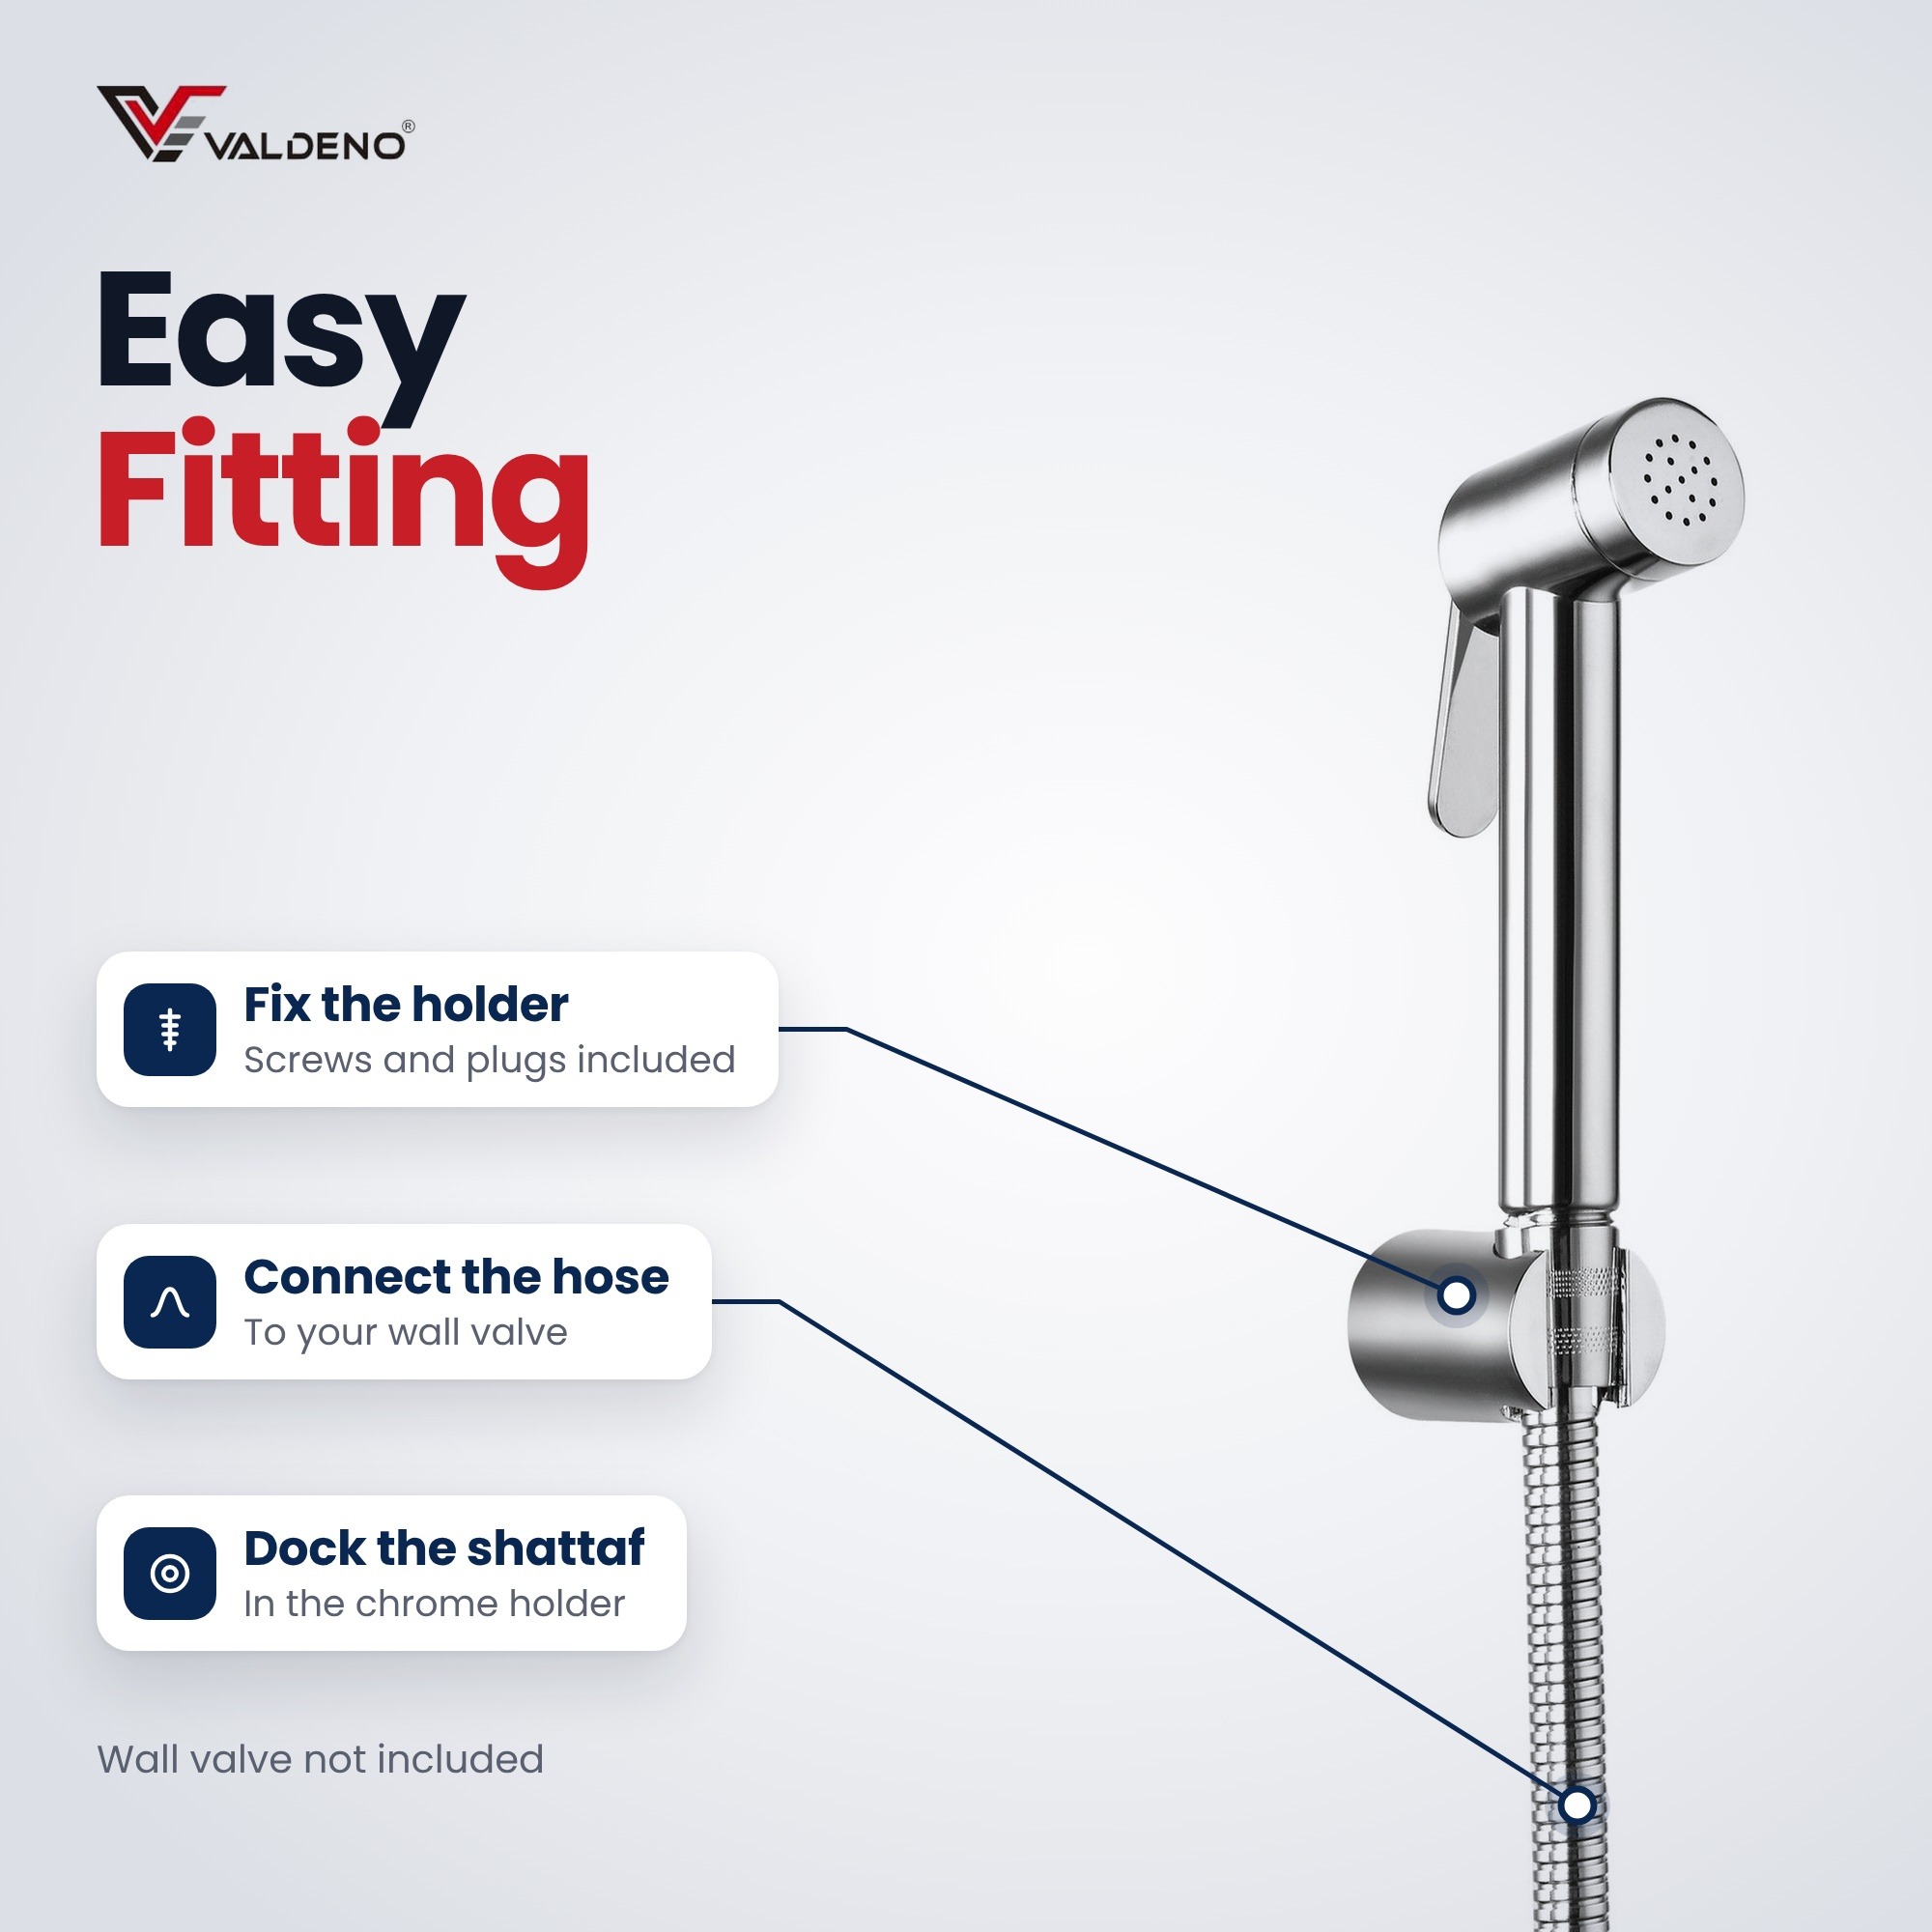 VALDENO®
Easy
Fitting
Fix the holder
Screws and plugs included
Connect the hose
To your wall valve
Dock the shattaf
In the chrome holder
Wall valve not included